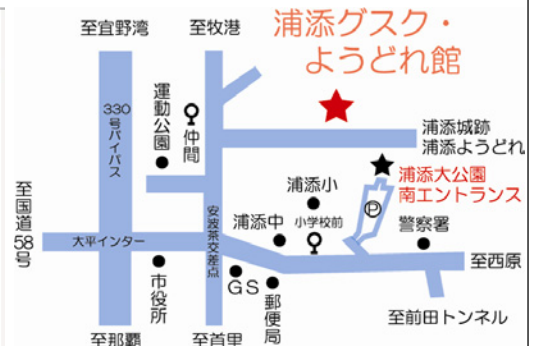 至宜野湾
至牧港
浦添グスク・
ようどれ館
330号バイパス
運動公園
仲間
浦添城跡
浦添ようどれ
浦添大公園
南エントランス
浦添小
P
至国道58号
大平インター
安波茶交差点
浦添中
小学校前
警察署
至西原
市役所
GS
郵便局
至前田トンネル
至那覇
至首里